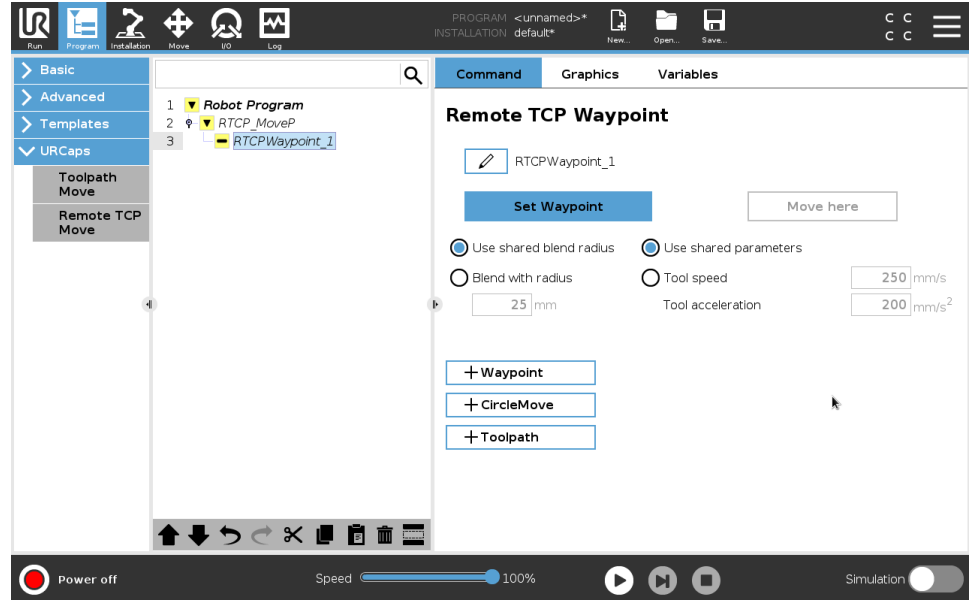 PROGRAM <unnamed>*
INSTALLATION default*
UR
Run
Program
Installation
Move
I/O
Log
New...
Open...
Save...
C C
C C
Basic
Advanced
Templates
URCaps
Toolpath
Move
Remote TCP
Move
1 Robot Program
2 RTCP_MoveP
3 RTCPWaypoint_1
Command Graphics Variables
Remote TCP Waypoint
RTCPWaypoint_1
Set Waypoint Move here
Use shared blend radius Use shared parameters
Blend with radius Tool speed 250 mm/s
25 mm Tool acceleration 200 mm/s2
+ Waypoint
+ CircleMove
+ Toolpath
Power off Speed 100% Simulation